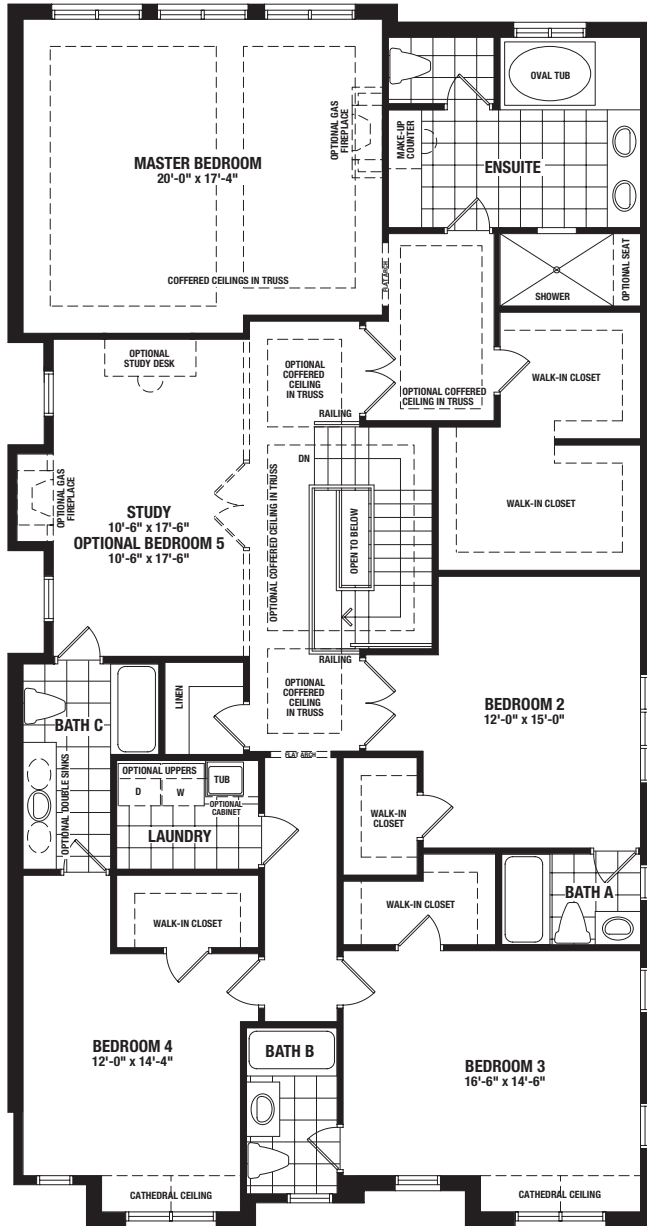 OVAL TUB
OPTIONAL GAS
FIREPLACE
MAKE-UP
COUNTER
MASTER BEDROOM
20'-0" x 17'-4"
ENSUITE
COFFERED CEILINGS IN TRUSS
FLAT ARCH
SHOWER
OPTIONAL SEAT
OPTIONAL
STUDY DESK
OPTIONAL
COFFERED
CEILING
IN TRUSS
OPTIONAL COFFERED
CEILING IN TRUSS
WALK-IN CLOSET
RAILING
DN
OPTIONAL GAS
FIREPLACE
STUDY
10'-6" x 17'-6"
OPTIONAL BEDROOM 5
10'-6" x 17'-6"
OPTIONAL COFFERED CEILING IN TRUSS
OPEN TO BELOW
WALK-IN CLOSET
RAILING
OPTIONAL
COFFERED
CEILING
IN TRUSS
BEDROOM 2
12'-0" x 15'-0"
BATH C
LINEN
FLAT ARCH
OPTIONAL DOUBLE SINKS
OPTIONAL UPPERS
D
W
TUB
OPTIONAL
CABINET
LAUNDRY
WALK-IN
CLOSET
WALK-IN CLOSET
BATH A
WALK-IN CLOSET
BEDROOM 4
12'-0" x 14'-4"
BATH B
BEDROOM 3
16'-6" x 14'-6"
CATHEDRAL CEILING
CATHEDRAL CEILING